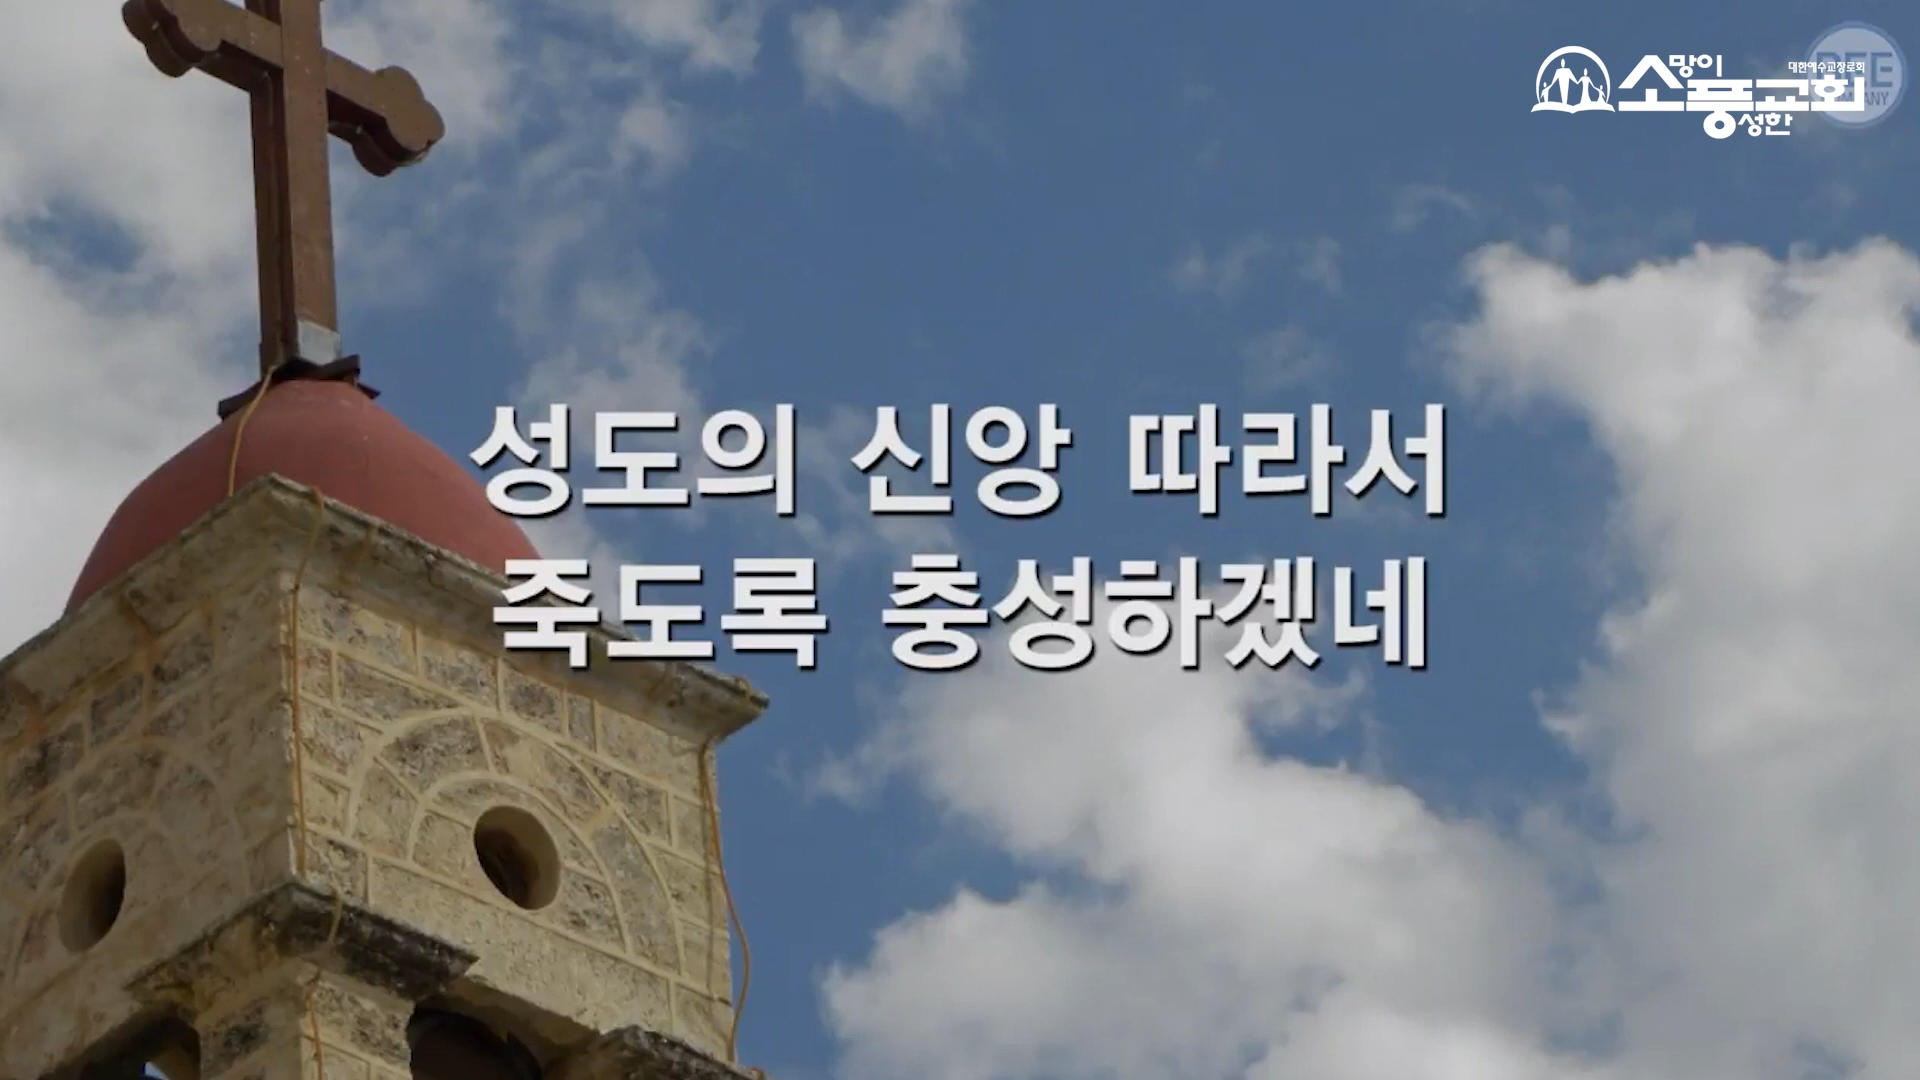 대한예수교장로회
소망이
풍성한
교회
성도의 신앙 따라서
죽도록 충성하겠네